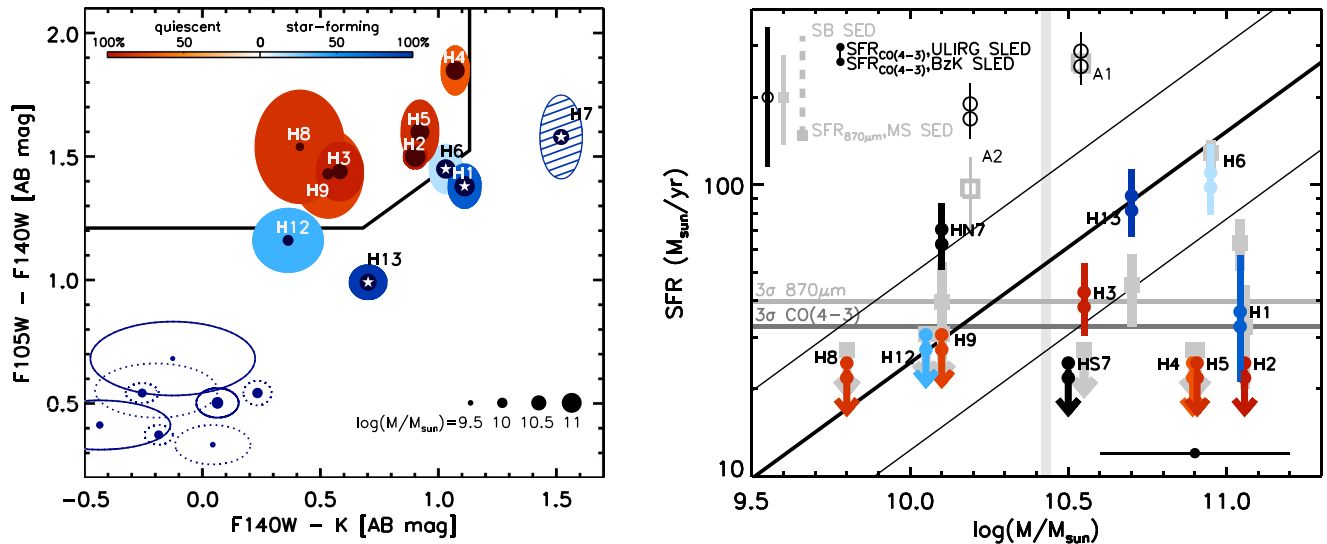 quiescent star-forming
100% 50 0 50 100%
2.0
1.5
1.0
0.5
F105W − F140W [AB mag]
H4
H7
H5
H2
H8
H6
H3
H1
H9
H12
H13
log(M/Msun)=9.5 10 10.5 11
−0.5 0.0 0.5 1.0 1.5
F140W − K [AB mag]
SB SED
SFRCO(4−3),ULIRG SLED
SFRCO(4−3),BzK SLED
SFR870μm,MS SED
A1
A2
100
10
SFR (Msun/yr)
H6
H13
HN7
3σ 870μm
3σ CO(4−3)
H3
H1
H8
H12
H9
HS7
H4
H5
H2
9.5 10.0 10.5 11.0
log(M/Msun)